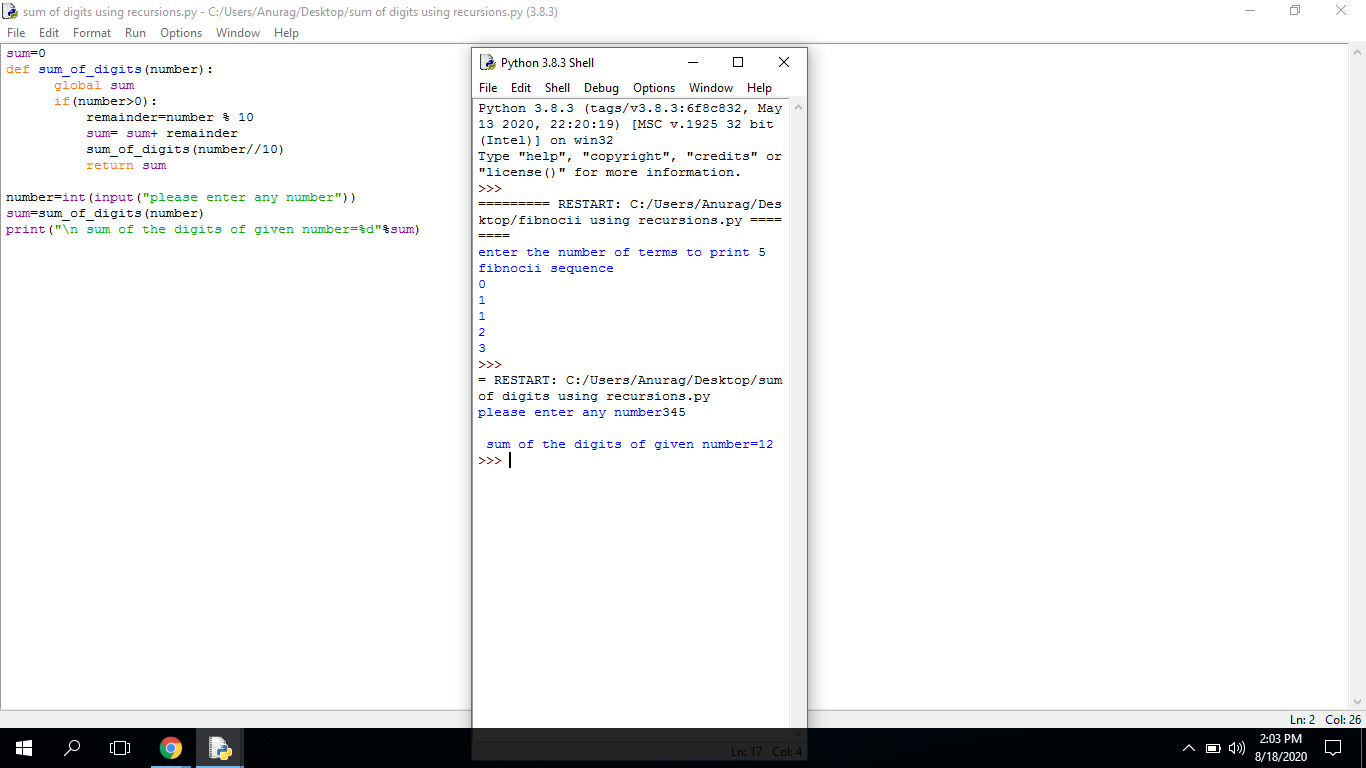 sum of digits using recursions.py - C:/Users/Anurag/Desktop/sum of digits using recursions.py (3.8.3)
File Edit Format Run Options Window Help
sum=0
def sum_of_digits(number):
global sum
if(number>0):
remainder=number % 10
sum= sum+ remainder
sum_of_digits(number//10)
return sum
number=int(input("please enter any number"))
sum=sum_of_digits(number)
print("\n sum of the digits of given number=%d"%sum)
Python 3.8.3 Shell
File Edit Shell Debug Options Window Help
Python 3.8.3 (tags/v3.8.3:6f8c832, May
13 2020, 22:20:19) [MSC v.1925 32 bit
(Intel)] on win32
Type "help", "copyright", "credits" or
"license()" for more information.
>>>
========= RESTART: C:/Users/Anurag/Des
ktop/fibnocii using recursions.py ====
====
enter the number of terms to print 5
fibnocii sequence
0
1
1
2
3
>>>
= RESTART: C:/Users/Anurag/Desktop/sum
of digits using recursions.py
please enter any number345
sum of the digits of given number=12
>>>
Ln: 17 Col: 4
Ln: 2 Col: 26
2:03 PM
8/18/2020